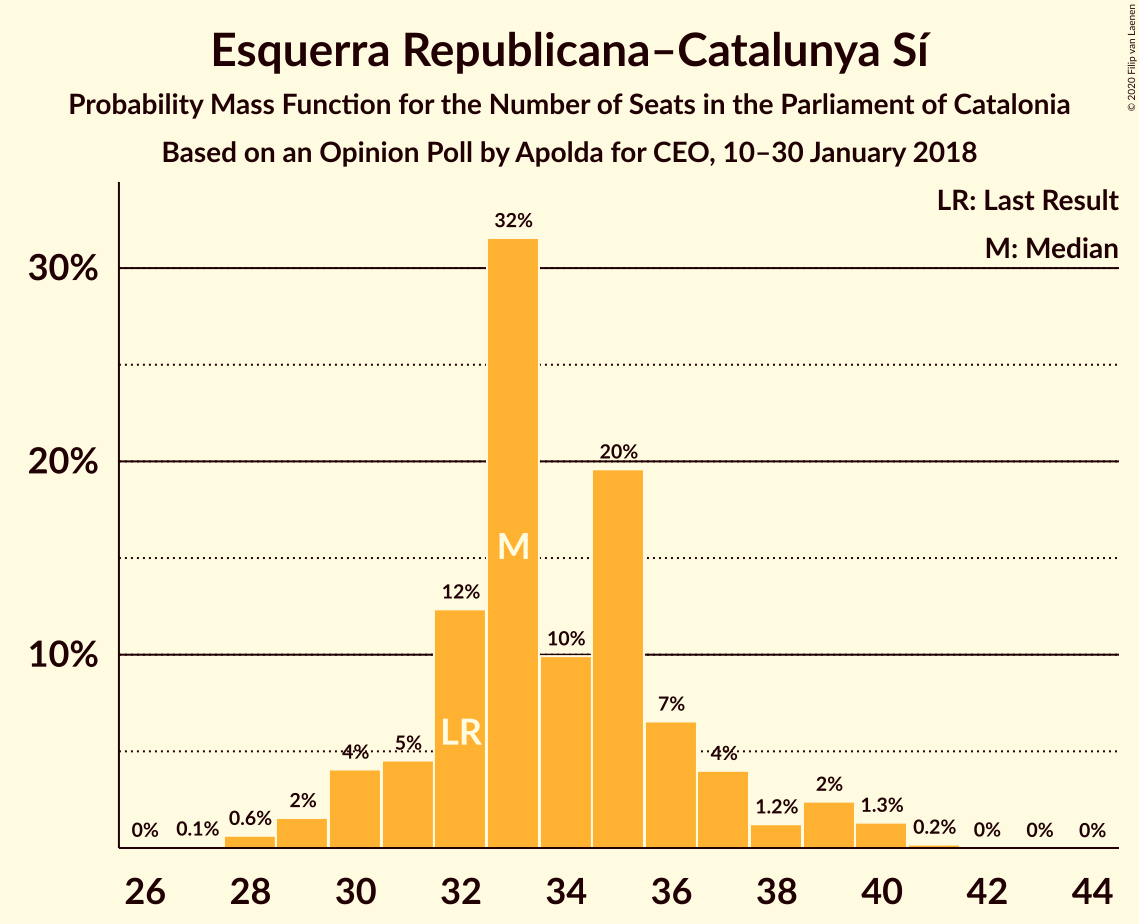 Esquerra Republicana–Catalunya Sí
Probability Mass Function for the Number of Seats in the Parliament of Catalonia
Based on an Opinion Poll by Apolda for CEO, 10–30 January 2018
© 2020 Filip van Laenen
LR: Last Result
M: Median
30%
20%
10%
0%
0.1%
0.6%
2%
4%
5%
12%
32%
10%
20%
7%
4%
1.2%
2%
1.3%
0.2%
0%
0%
0%
M
LR
26 28 30 32 34 36 38 40 42 44